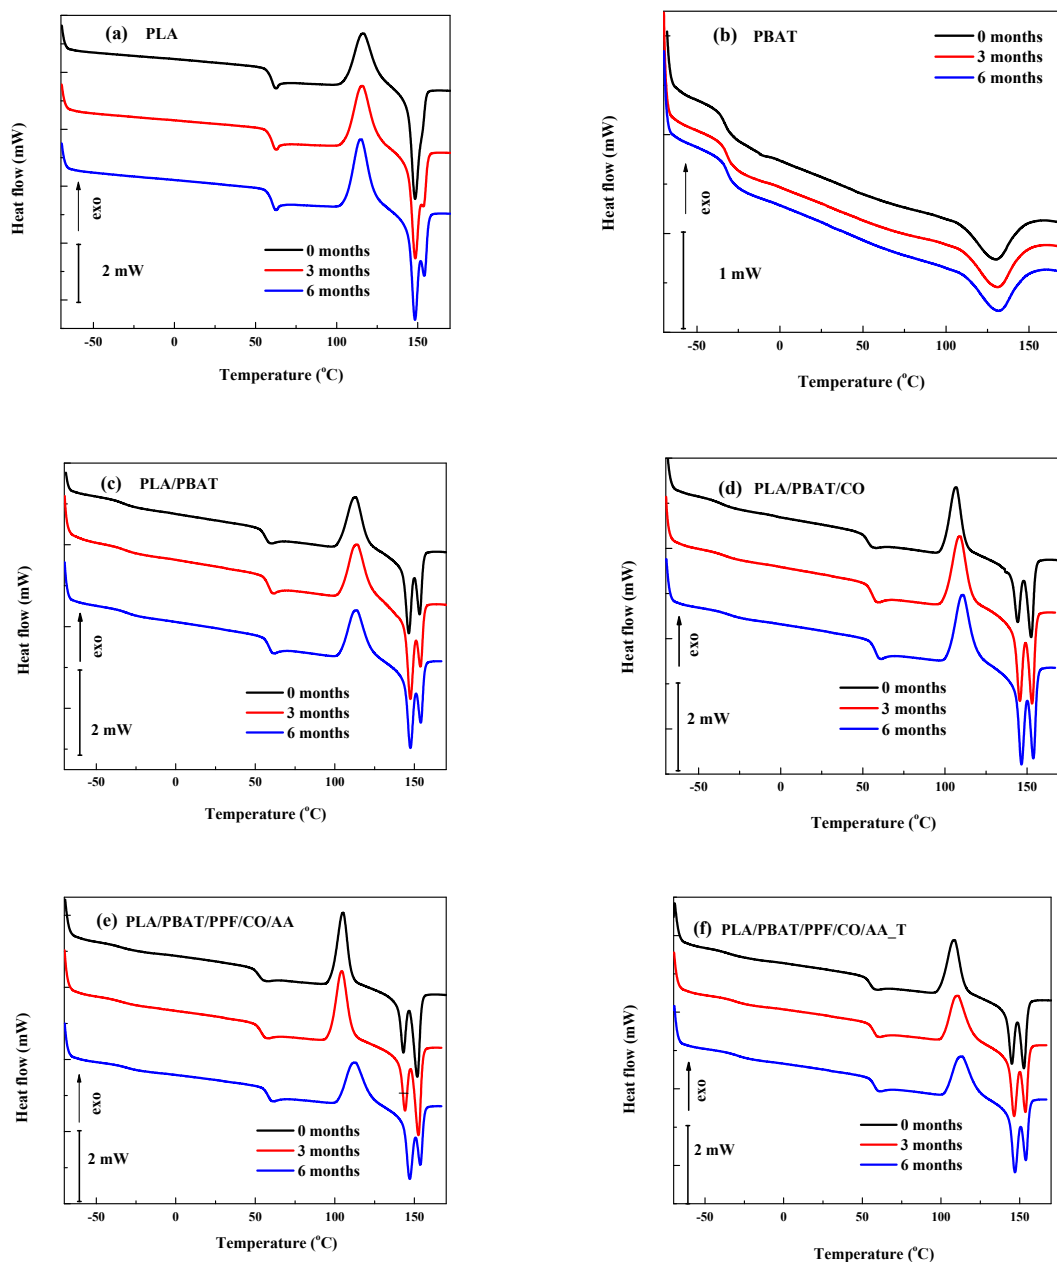 (a) PLA
Heat flow (mW)
exo
2 mW
0 months
3 months
6 months
-50 0 50 100 150
Temperature (°C)
(b) PBAT
0 months
3 months
6 months
Heat flow (mW)
exo
1 mW
-50 0 50 100 150
Temperature (°C)
(c) PLA/PBAT
Heat flow (mW)
exo
2 mW
0 months
3 months
6 months
-50 0 50 100 150
Temperature (°C)
(d) PLA/PBAT/CO
Heat flow (mW)
exo
2 mW
0 months
3 months
6 months
-50 0 50 100 150
Temperature (°C)
(e) PLA/PBAT/PPF/CO/AA
Heat flow (mW)
exo
2 mW
0 months
3 months
6 months
-50 0 50 100 150
Temperature (°C)
(f) PLA/PBAT/PPF/CO/AA_T
Heat flow (mW)
exo
2 mW
0 months
3 months
6 months
-50 0 50 100 150
Temperature (°C)